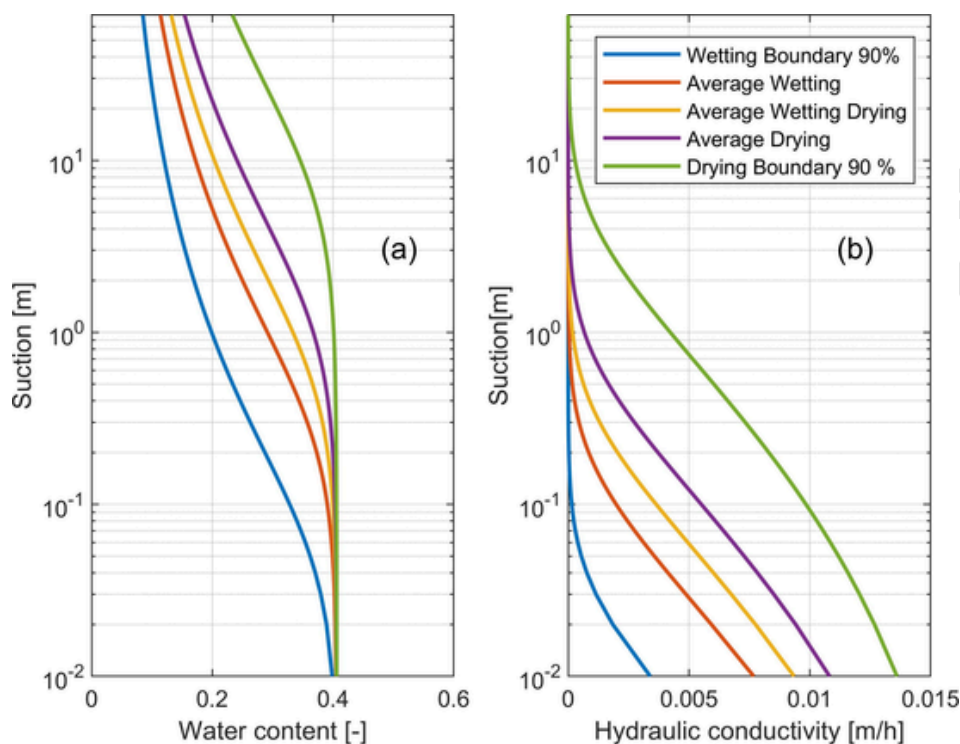 Suction [m]
10^1
10^0
10^-1
10^-2
0
0.2
0.4
0.6
Water content [-]
(a)
Suction[m]
10^1
10^0
10^-1
10^-2
0
0.005
0.01
0.015
Hydraulic conductivity [m/h]
(b)
Wetting Boundary 90%
Average Wetting
Average Wetting Drying
Average Drying
Drying Boundary 90 %